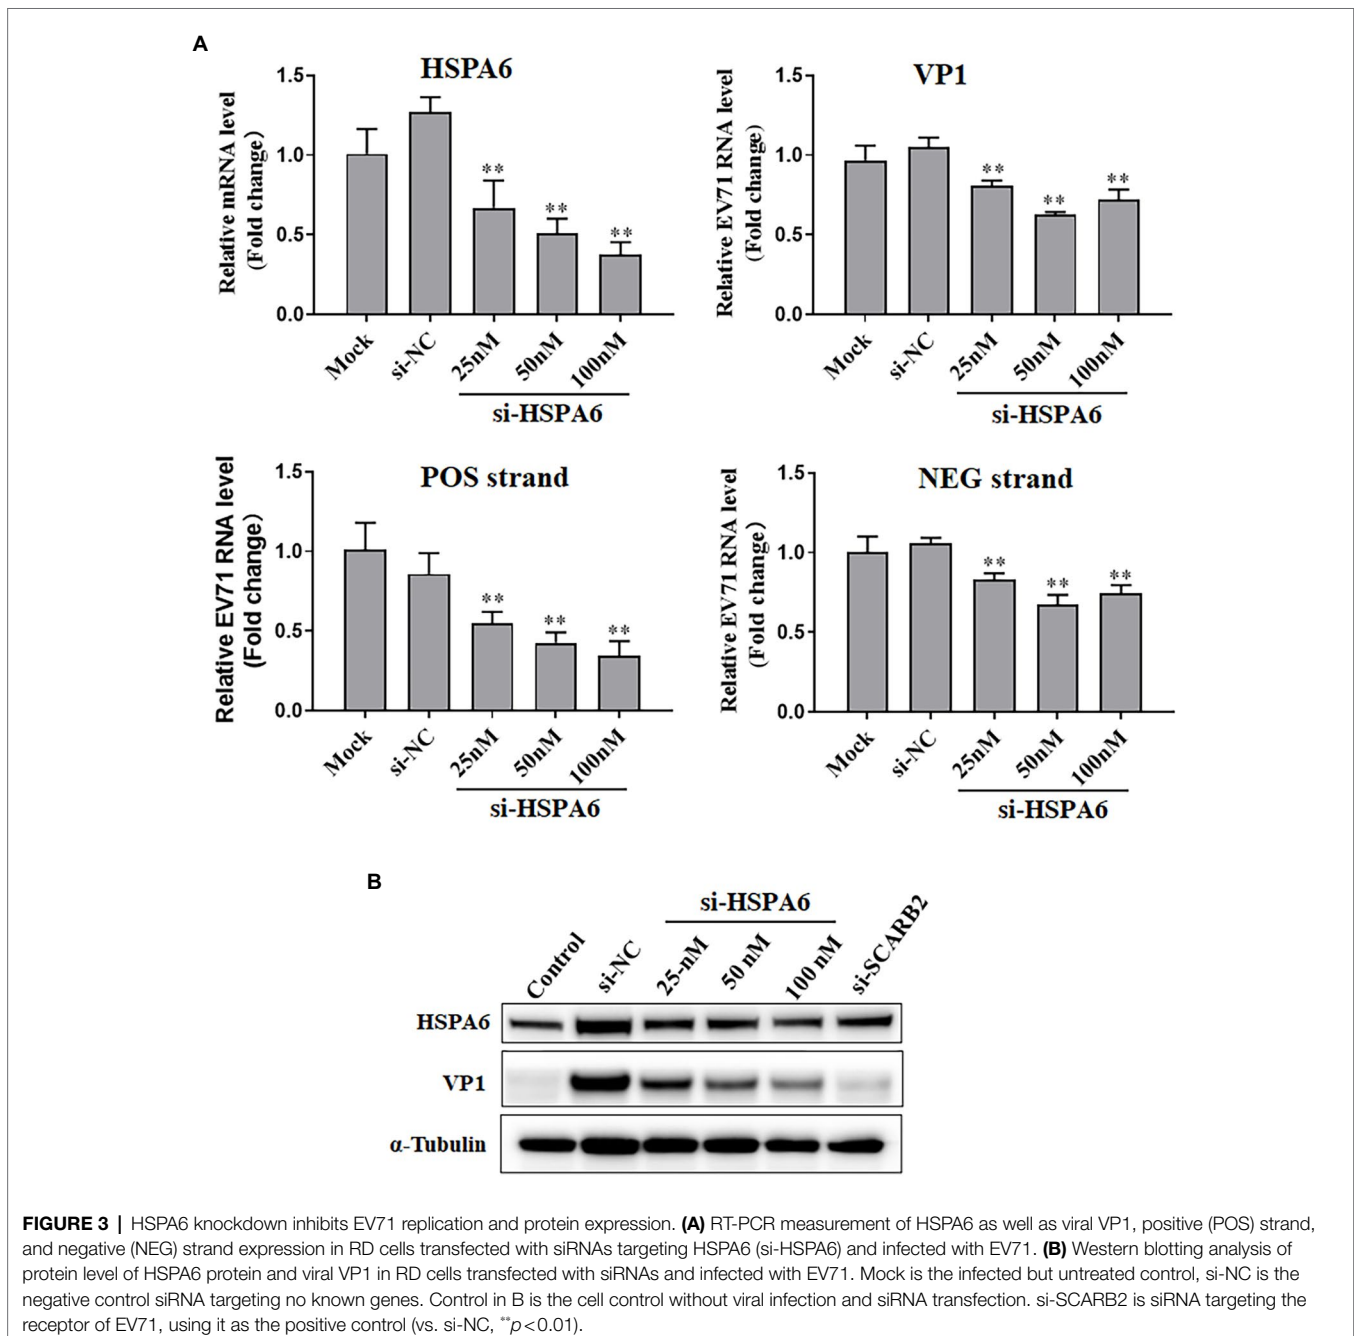 A
HSPA6
Relative mRNA level
(Fold change)
1.5
1.0
0.5
0.0
**
**
**
Mock
si-NC
25nM
50nM
100nM
si-HSPA6
VP1
Relative EV71 RNA level
(Fold change)
1.5
1.0
0.5
0.0
**
**
**
Mock
si-NC
25nM
50nM
100nM
si-HSPA6
POS strand
Relative EV71 RNA level
(Fold change)
1.5
1.0
0.5
0.0
**
**
**
Mock
si-NC
25nM
50nM
100nM
si-HSPA6
NEG strand
Relative EV71 RNA level
(Fold change)
1.5
1.0
0.5
0.0
**
**
**
Mock
si-NC
25nM
50nM
100nM
si-HSPA6
B
si-HSPA6
Control
si-NC
25-nM
50 nM
100 nM
si-SCARB2
HSPA6
VP1
α-Tubulin
FIGURE 3 | HSPA6 knockdown inhibits EV71 replication and protein expression. (A) RT-PCR measurement of HSPA6 as well as viral VP1, positive (POS) strand,
and negative (NEG) strand expression in RD cells transfected with siRNAs targeting HSPA6 (si-HSPA6) and infected with EV71. (B) Western blotting analysis of
protein level of HSPA6 protein and viral VP1 in RD cells transfected with siRNAs and infected with EV71. Mock is the infected but untreated control, si-NC is the
negative control siRNA targeting no known genes. Control in B is the cell control without viral infection and siRNA transfection. si-SCARB2 is siRNA targeting the
receptor of EV71, using it as the positive control (vs. si-NC, **p<0.01).